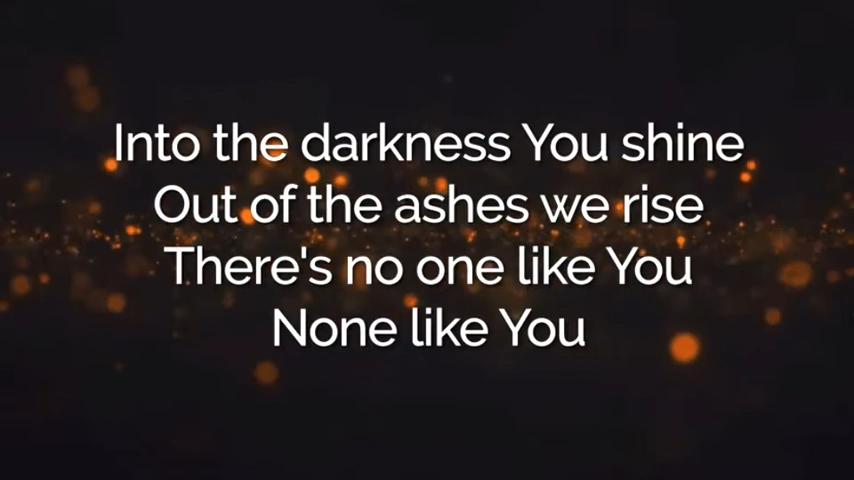 Into the darkness You shine
Out of the ashes we rise
There's no one like You
None like You